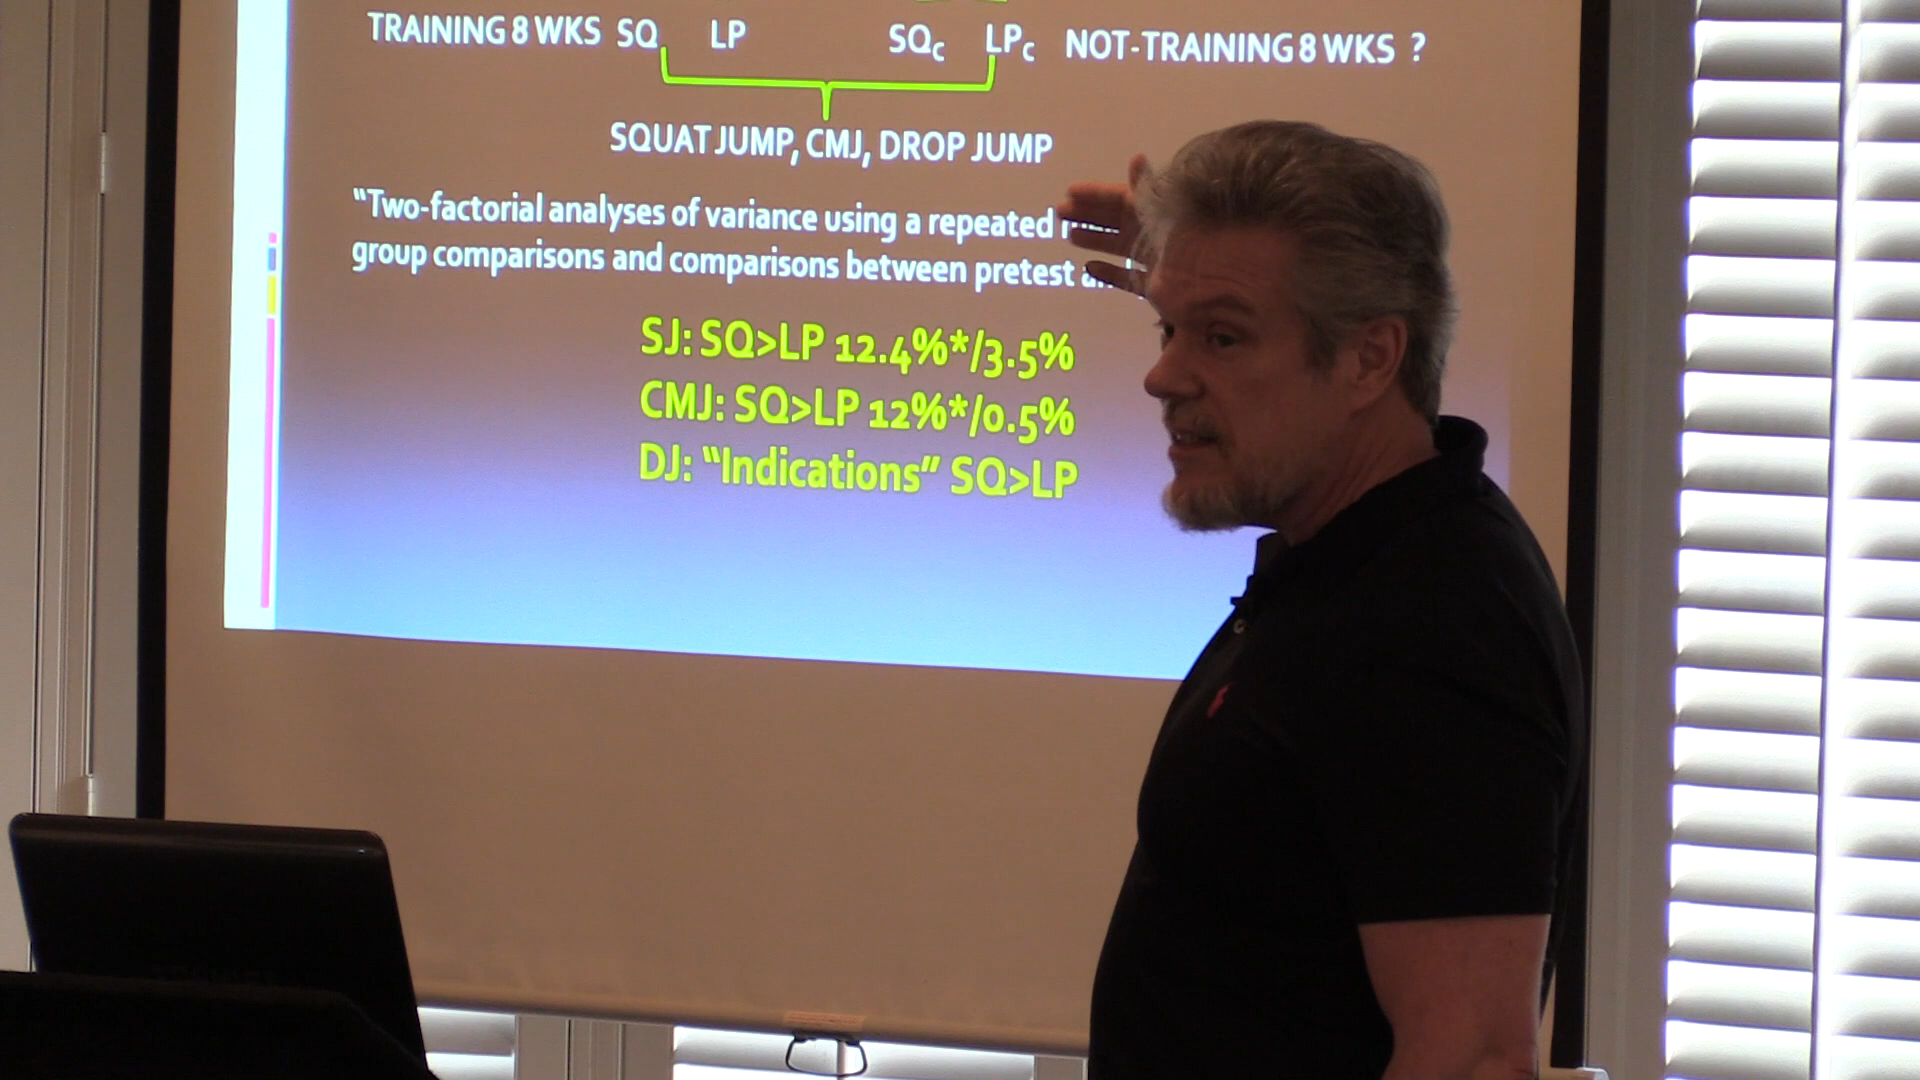 TRAINING 8 WKS SQ LP SQC LPC NOT-TRAINING 8 WKS ?
SQUAT JUMP, CMJ, DROP JUMP
“Two-factorial analyses of variance using a repeated
group comparisons and comparisons between pretest
SJ: SQ>LP 12.4%*/3.5%
CMJ: SQ>LP 12%*/0.5%
DJ: “Indications” SQ>LP